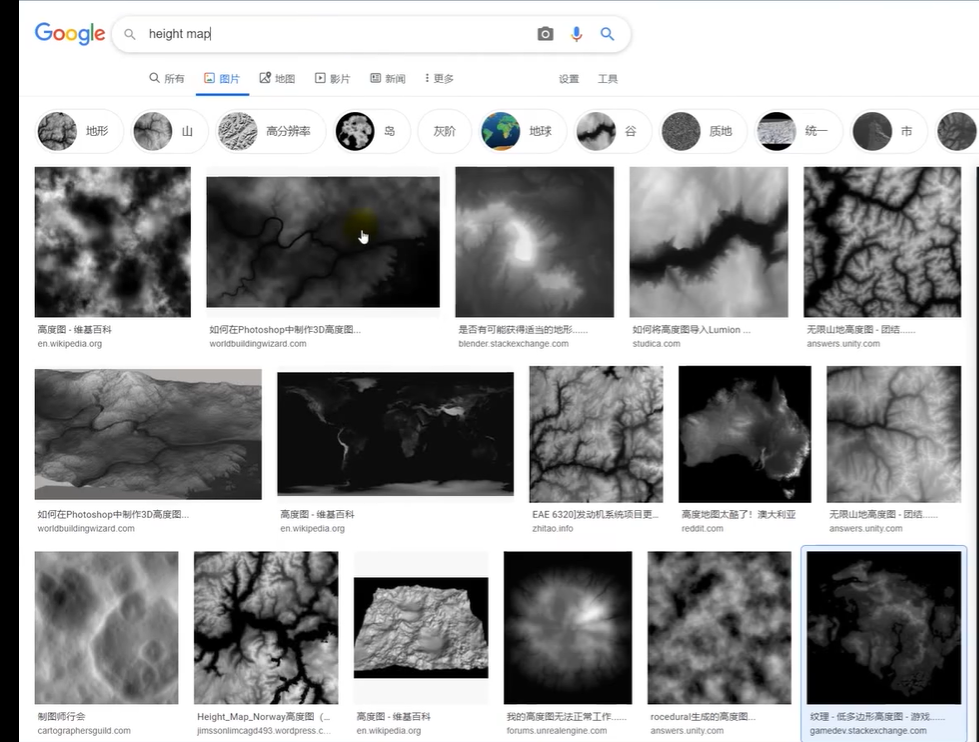 Google
height map
所有
图片
地图
影片
新闻
更多
设置
工具
地形
山
高分辨率
岛
灰阶
地球
谷
质地
统一
市
高度图 - 维基百科
en.wikipedia.org
如何在Photoshop中制作3D高度图...
worldbuildingwizard.com
是否有可能获得适当的地形......
blender.stackexchange.com
如何将高度图导入Lumion ...
studica.com
无限山地高度图 - 团结......
answers.unity.com
如何在Photoshop中制作3D高度图...
worldbuildingwizard.com
高度图 - 维基百科
en.wikipedia.org
EAE 6320]发动机系统项目更...
zhitao.info
高度地图太酷了！澳大利亚
reddit.com
无限山地高度图 - 团结......
answers.unity.com
制图师行会
cartographersguild.com
Height_Map_Norway高度图（...
jimssonlimcagd493.wordpress.c...
高度图 - 维基百科
en.wikipedia.org
我的高度图无法正常工作......
forums.unrealengine.com
rocedural生成的高度图...
answers.unity.com
纹理 - 低多边形高度图 - 游戏......
gamedev.stackexchange.com